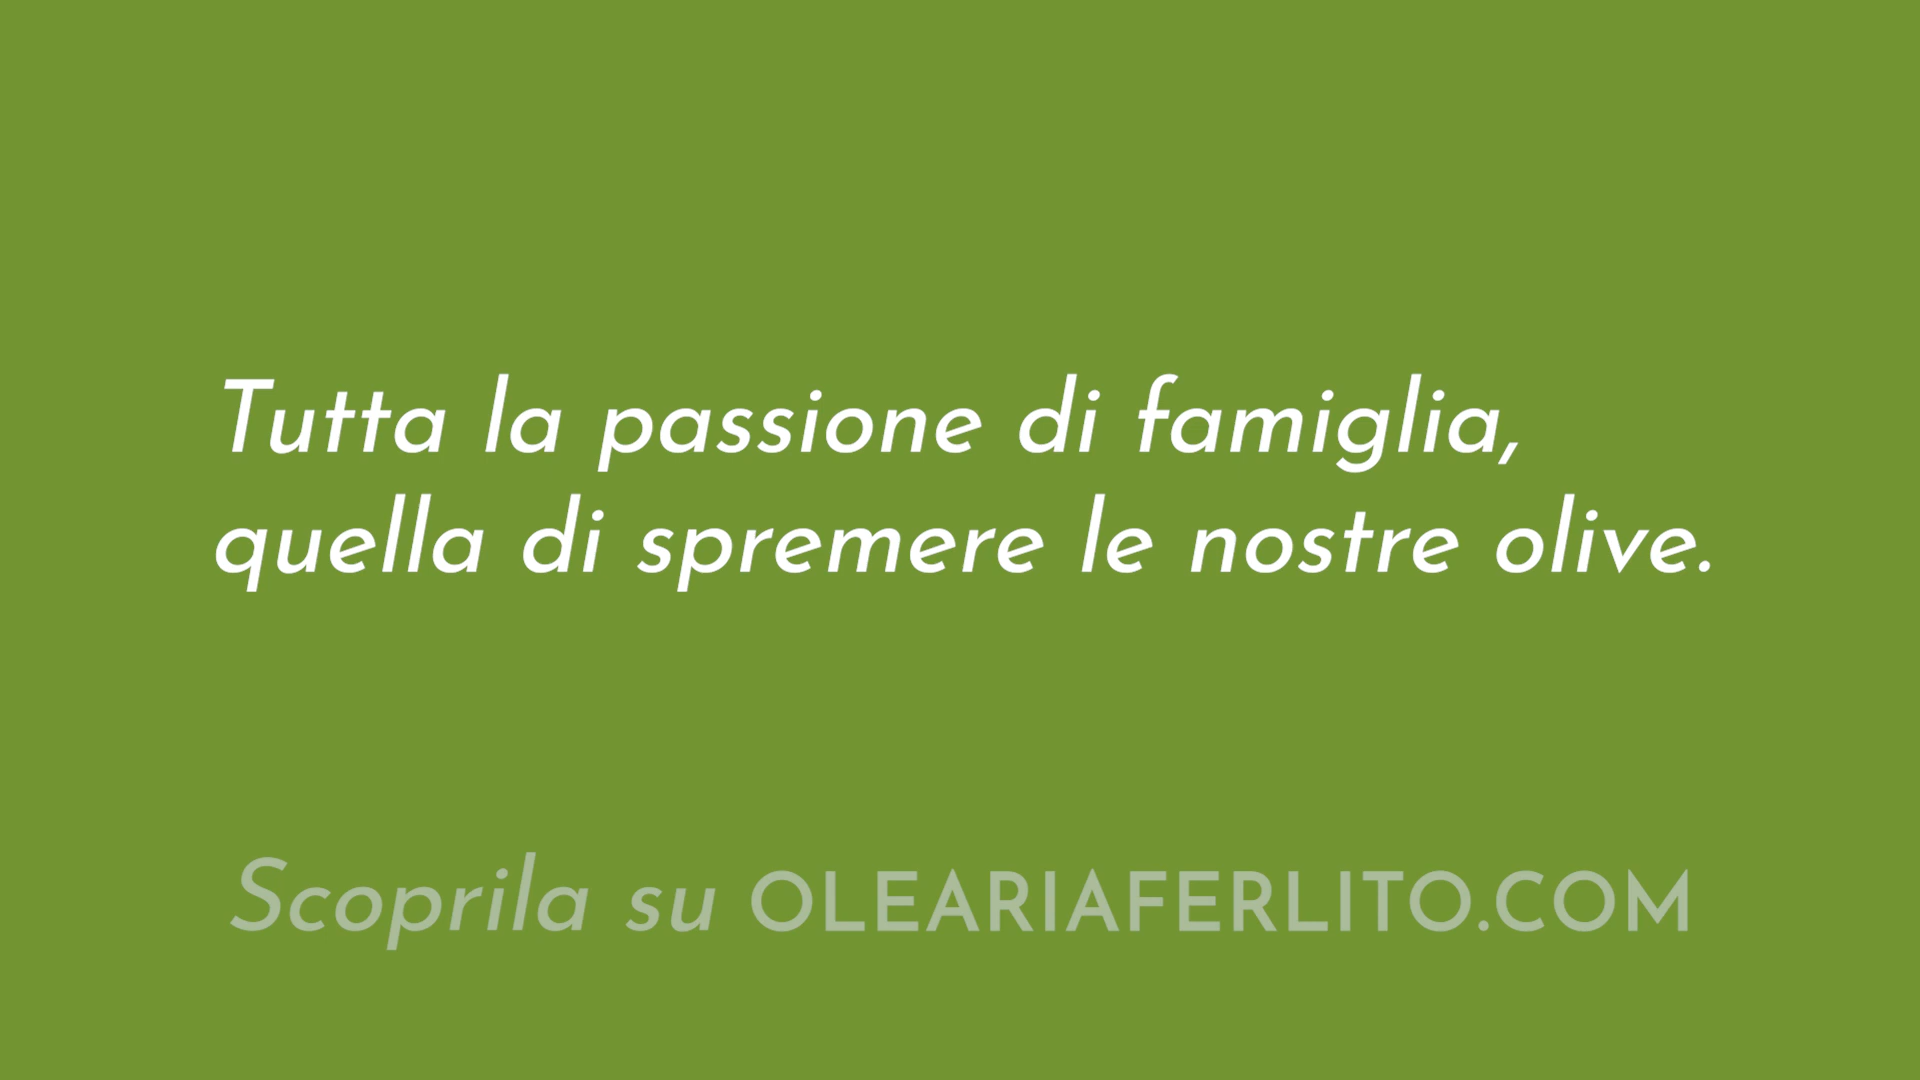 Tutta la passione di famiglia,
quella di spremere le nostre olive.
Scoprila su OLEARIAFERLITO.COM